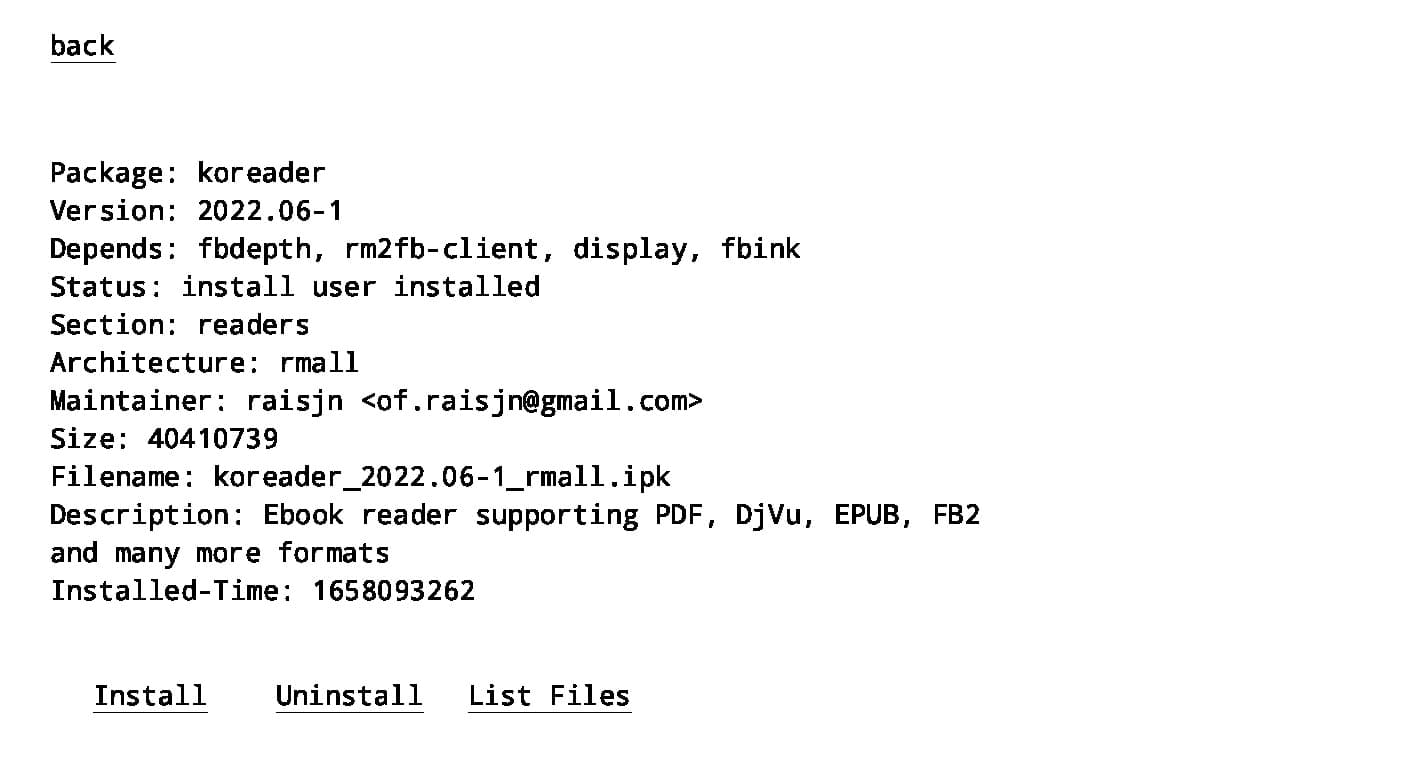 back
Package: koreader
Version: 2022.06-1
Depends: fbdepth, rm2fb-client, display, fbink
Status: install user installed
Section: readers
Architecture: rmall
Maintainer: raisjn <of.raisjn@gmail.com>
Size: 40410739
Filename: koreader_2022.06-1_rmall.ipk
Description: Ebook reader supporting PDF, DjVu, EPUB, FB2
and many more formats
Installed-Time: 1658093262
Install Uninstall List Files